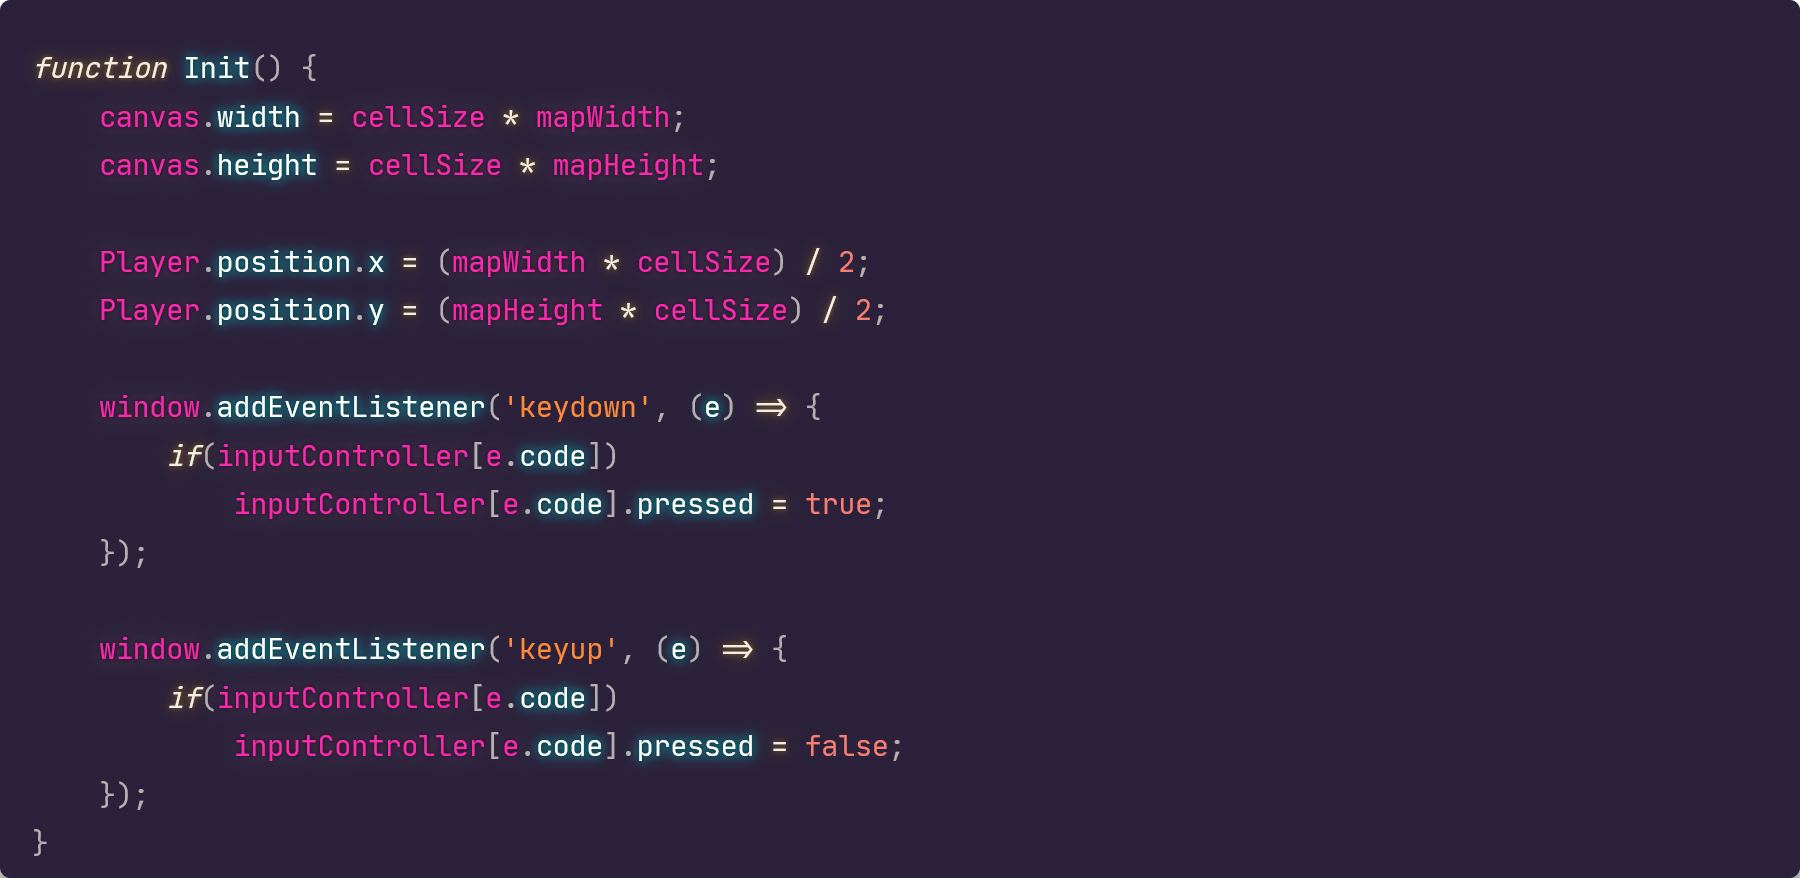 function Init() {
    canvas.width = cellSize * mapWidth;
    canvas.height = cellSize * mapHeight;

    Player.position.x = (mapWidth * cellSize) / 2;
    Player.position.y = (mapHeight * cellSize) / 2;

    window.addEventListener('keydown', (e) => {
        if(inputController[e.code])
            inputController[e.code].pressed = true;
    });

    window.addEventListener('keyup', (e) => {
        if(inputController[e.code])
            inputController[e.code].pressed = false;
    });
}